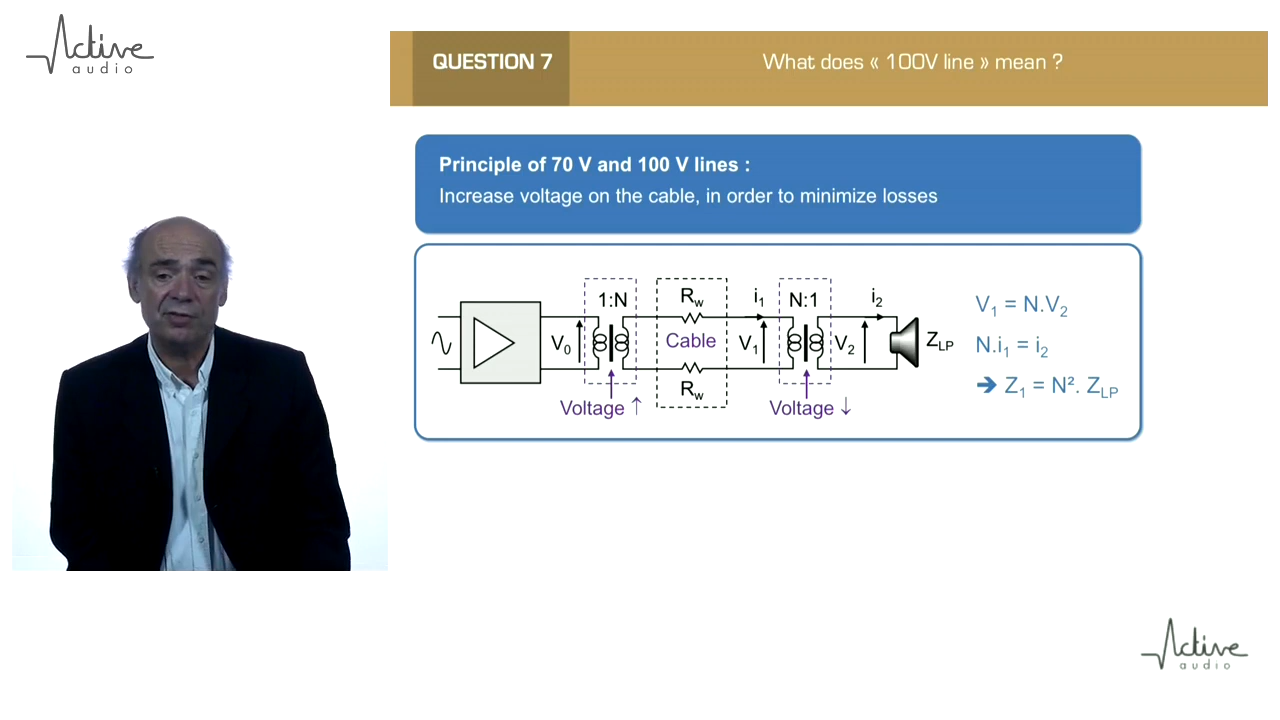 Active
audio
QUESTION 7
What does « 100V line » mean ?
Principle of 70 V and 100 V lines :
Increase voltage on the cable, in order to minimize losses
1:N
Rw
i1
N:1
i2
V0
Cable
V1
V2
ZLP
Rw
Voltage ↑
Voltage ↓
V1 = N.V2
N.i1 = i2
➔ Z1 = N². ZLP
Active
audio